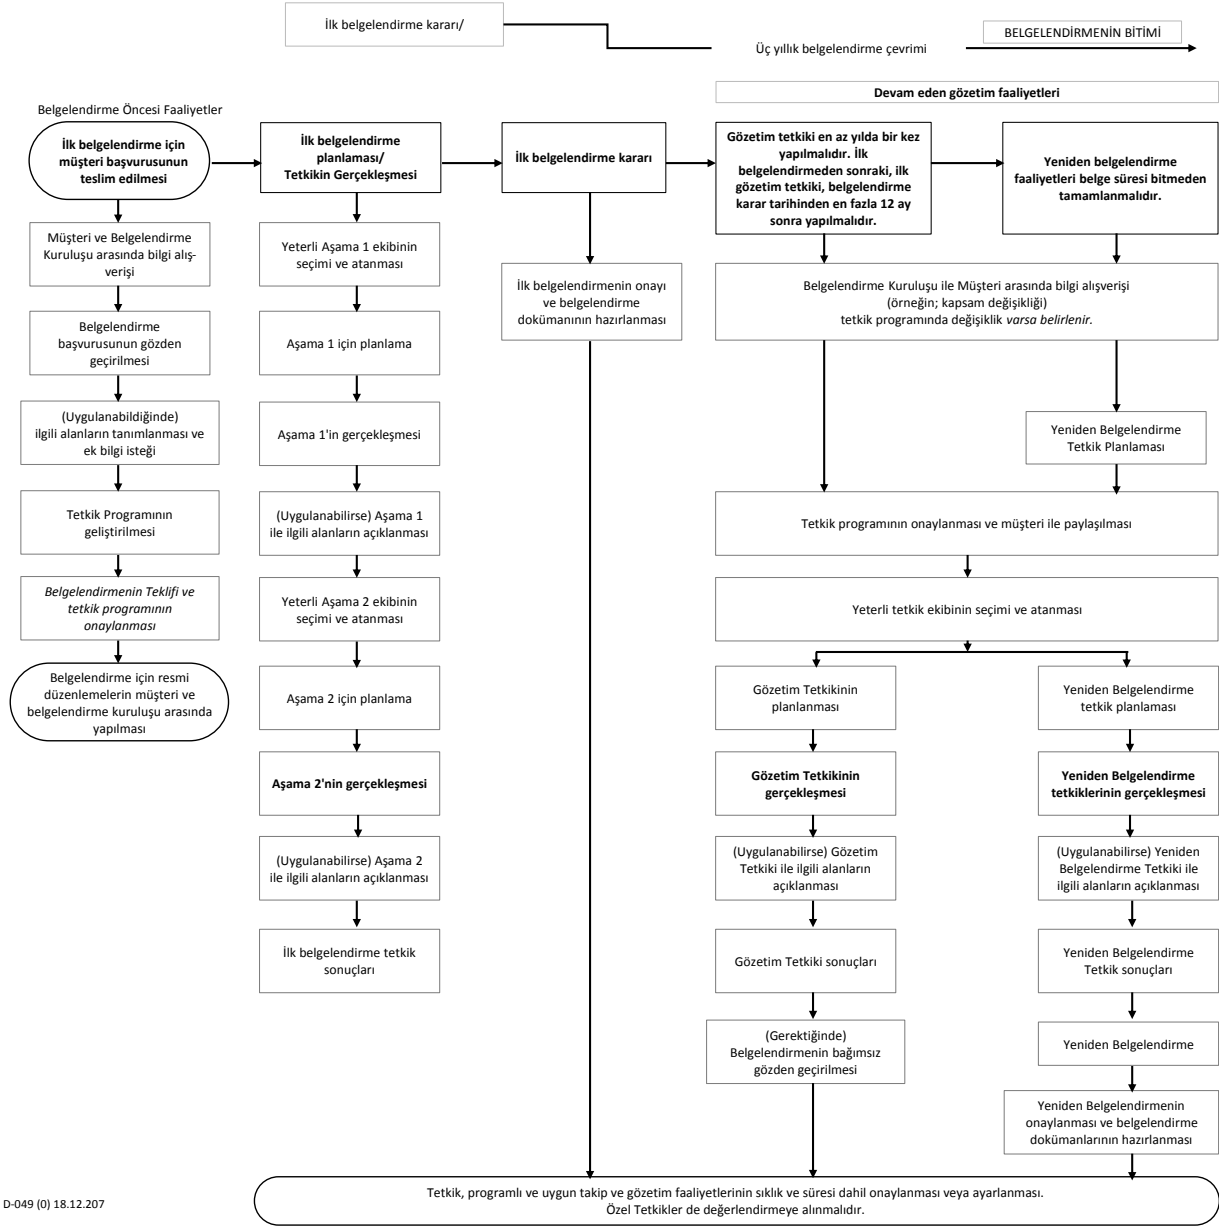 İlk belgelendirme kararı/
Üç yıllık belgelendirme çevrimi
BELGELENDİRMENİN BİTİMİ
Devam eden gözetim faaliyetleri
Belgelendirme Öncesi Faaliyetler
İlk belgelendirme için
müşteri başvurusunun
teslim edilmesi
Müşteri ve Belgelendirme
Kuruluşu arasında bilgi alış-
verişi
Belgelendirme
başvurusunun gözden
geçirilmesi
(Uygulanabildiğinde)
ilgili alanların tanımlanması ve
ek bilgi isteği
Tetkik Programının
geliştirilmesi
Belgelendirmenin Teklifi ve
tetkik programının
onaylanması
Belgelendirme için resmi
düzenlemelerin müşteri ve
belgelendirme kuruluşu arasında
yapılması
İlk belgelendirme
planlaması/
Tetkikin Gerçekleşmesi
Yeterli Aşama 1 ekibinin
seçimi ve atanması
Aşama 1 için planlama
Aşama 1'in gerçekleşmesi
(Uygulanabilirse) Aşama 1
ile ilgili alanların açıklanması
Yeterli Aşama 2 ekibinin
seçimi ve atanması
Aşama 2 için planlama
Aşama 2'nin gerçekleşmesi
(Uygulanabilirse) Aşama 2
ile ilgili alanların açıklanması
İlk belgelendirme tetkik
sonuçları
İlk belgelendirme kararı
İlk belgelendirmenin onayı
ve belgelendirme
dokümanının hazırlanması
Gözetim tetkiki en az yılda bir kez
yapılmalıdır. İlk
belgelendirmeden sonraki, ilk
gözetim tetkiki, belgelendirme
karar tarihinden en fazla 12 ay
sonra yapılmalıdır.
Yeniden belgelendirme
faaliyetleri belge süresi bitmeden
tamamlanmalıdır.
Belgelendirme Kuruluşu ile Müşteri arasında bilgi alışverişi
(örneğin; kapsam değişikliği)
tetkik programında değişiklik varsa belirlenir.
Yeniden Belgelendirme
Tetkik Planlaması
Tetkik programının onaylanması ve müşteri ile paylaşılması
Yeterli tetkik ekibinin seçimi ve atanması
Gözetim Tetkikinin
planlanması
Gözetim Tetkikinin
gerçekleşmesi
(Uygulanabilirse) Gözetim
Tetkiki ile ilgili alanların
açıklanması
Gözetim Tetkiki sonuçları
(Gerektiğinde)
Belgelendirmenin bağımsız
gözden geçirilmesi
Yeniden Belgelendirme
tetkik planlaması
Yeniden Belgelendirme
tetkiklerinin gerçekleşmesi
(Uygulanabilirse) Yeniden
Belgelendirme Tetkiki ile
ilgili alanların açıklanması
Yeniden Belgelendirme
Tetkik sonuçları
Yeniden Belgelendirme
Yeniden Belgelendirmenin
onaylanması ve belgelendirme
dokümanlarının hazırlanması
Tetkik, programlı ve uygun takip ve gözetim faaliyetlerinin sıklık ve süresi dahil onaylanması veya ayarlanması.
Özel Tetkikler de değerlendirmeye alınmalıdır.
D-049 (0) 18.12.207